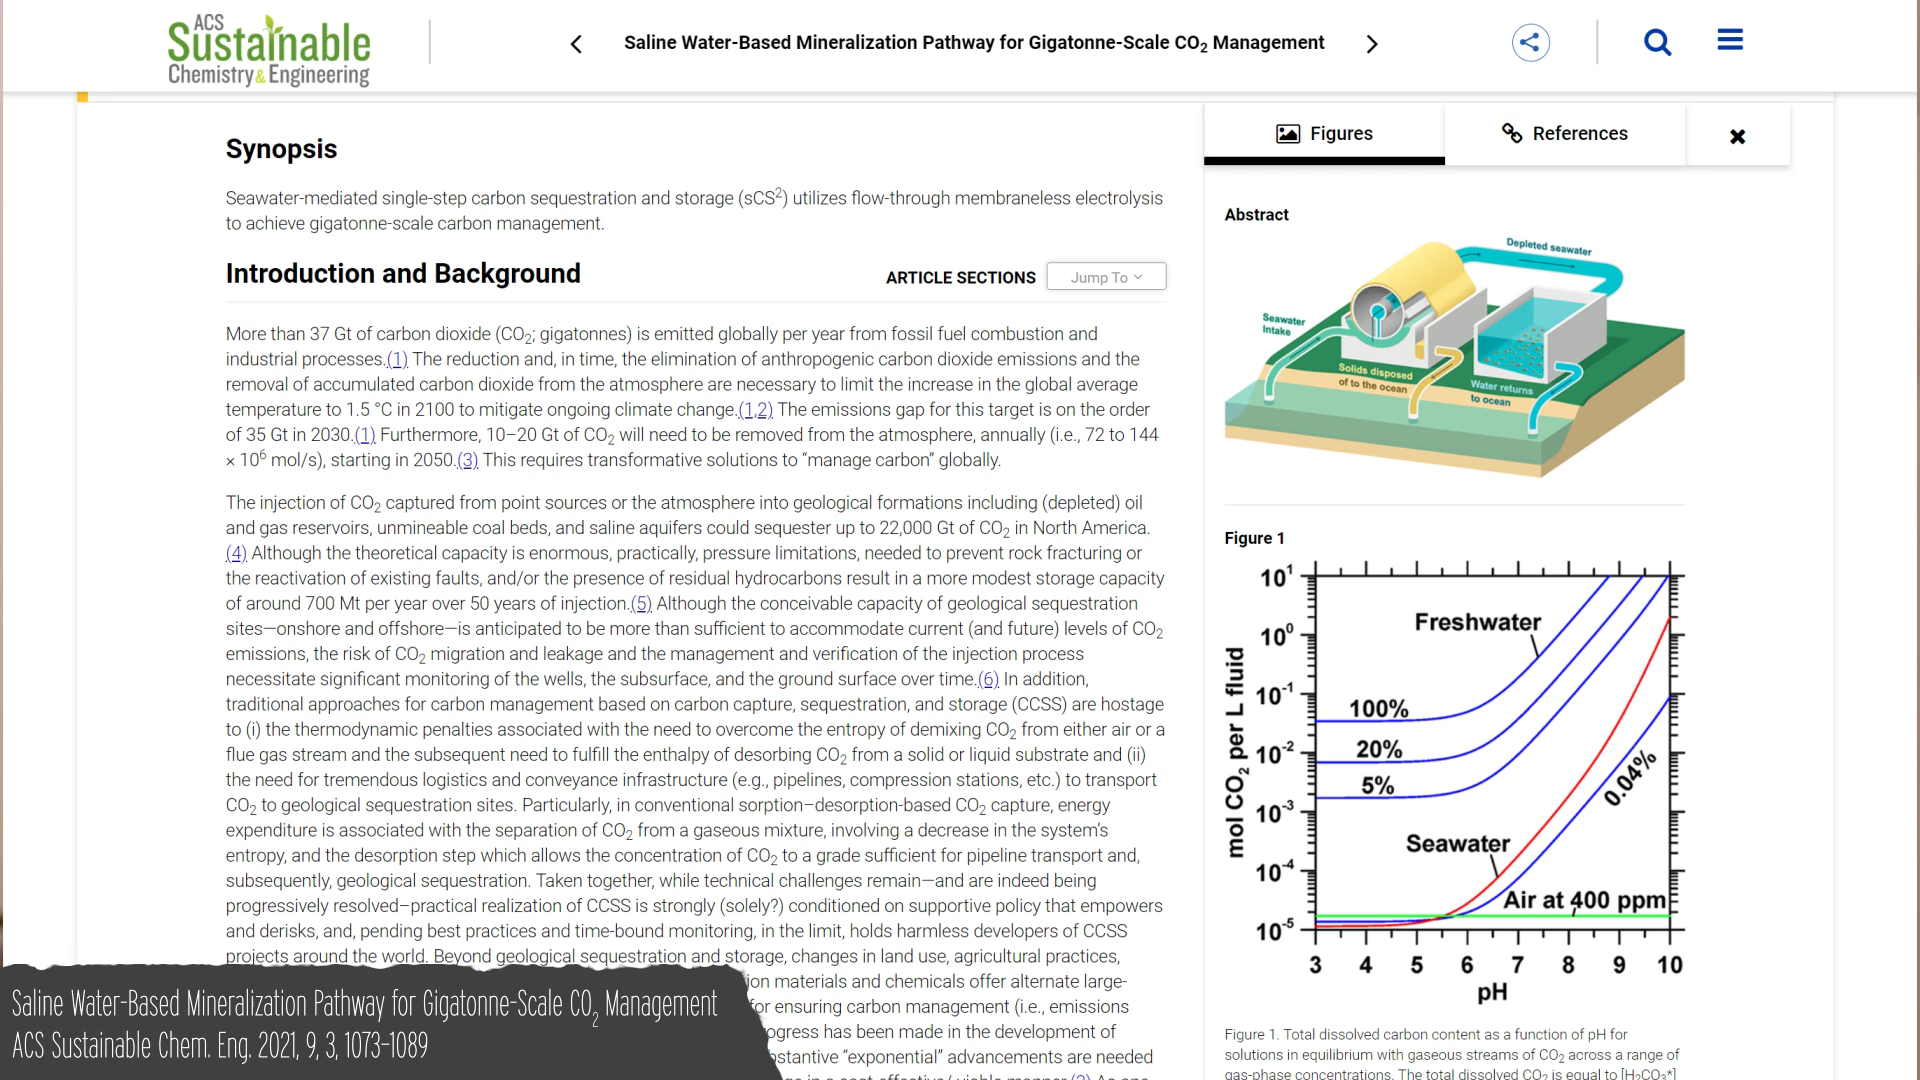 ACS
Sustainable
Chemistry & Engineering
Saline Water-Based Mineralization Pathway for Gigatonne-Scale CO2 Management
Synopsis
Seawater-mediated single-step carbon sequestration and storage (sCS2) utilizes flow-through membraneless electrolysis
to achieve gigatonne-scale carbon management.
Introduction and Background
ARTICLE SECTIONS
Jump To
More than 37 Gt of carbon dioxide (CO2; gigatonnes) is emitted globally per year from fossil fuel combustion and
industrial processes.(1) The reduction and, in time, the elimination of anthropogenic carbon dioxide emissions and the
removal of accumulated carbon dioxide from the atmosphere are necessary to limit the increase in the global average
temperature to 1.5 °C in 2100 to mitigate ongoing climate change.(1,2) The emissions gap for this target is on the order
of 35 Gt in 2030.(1) Furthermore, 10–20 Gt of CO2 will need to be removed from the atmosphere, annually (i.e., 72 to 144
× 106 mol/s), starting in 2050.(3) This requires transformative solutions to “manage carbon” globally.
The injection of CO2 captured from point sources or the atmosphere into geological formations including (depleted) oil
and gas reservoirs, unmineable coal beds, and saline aquifers could sequester up to 22,000 Gt of CO2 in North America.
(4) Although the theoretical capacity is enormous, practically, pressure limitations, needed to prevent rock fracturing or
the reactivation of existing faults, and/or the presence of residual hydrocarbons result in a more modest storage capacity
of around 700 Mt per year over 50 years of injection.(5) Although the conceivable capacity of geological sequestration
sites—onshore and offshore—is anticipated to be more than sufficient to accommodate current (and future) levels of CO2
emissions, the risk of CO2 migration and leakage and the management and verification of the injection process
necessitate significant monitoring of the wells, the subsurface, and the ground surface over time.(6) In addition,
traditional approaches for carbon management based on carbon capture, sequestration, and storage (CCSS) are hostage
to (i) the thermodynamic penalties associated with the need to overcome the entropy of demixing CO2 from either air or a
flue gas stream and the subsequent need to fulfill the enthalpy of desorbing CO2 from a solid or liquid substrate and (ii)
the need for tremendous logistics and conveyance infrastructure (e.g., pipelines, compression stations, etc.) to transport
CO2 to geological sequestration sites. Particularly, in conventional sorption–desorption-based CO2 capture, energy
expenditure is associated with the separation of CO2 from a gaseous mixture, involving a decrease in the system’s
entropy, and the desorption step which allows the concentration of CO2 to a grade sufficient for pipeline transport and,
subsequently, geological sequestration. Taken together, while technical challenges remain—and are indeed being
progressively resolved–practical realization of CCSS is strongly (solely?) conditioned on supportive policy that empowers
and derisks, and, pending best practices and time-bound monitoring, in the limit, holds harmless developers of CCSS
projects around the world. Beyond geological sequestration and storage, changes in land use, agricultural practices,
ion materials and chemicals offer alternate large-
for ensuring carbon management (i.e., emissions
ogress has been made in the development of
bstantive “exponential” advancements are needed
Saline Water-Based Mineralization Pathway for Gigatonne-Scale CO2 Management
ACS Sustainable Chem. Eng. 2021, 9, 3, 1073-1089
Figures
References
Abstract
Depleted seawater
Seawater
Intake
Solids disposed
of to the ocean
Water returns
to ocean
Figure 1
mol CO2 per L fluid
10^1
10^0
10^-1
10^-2
10^-3
10^-4
10^-5
Freshwater
100%
20%
5%
0.04%
Seawater
Air at 400 ppm
3 4 5 6 7 8 9 10
pH
Figure 1. Total dissolved carbon content as a function of pH for
solutions in equilibrium with gaseous streams of CO2 across a range of
gas-phase concentrations. The total dissolved CO2 is equal to [H2CO3*]